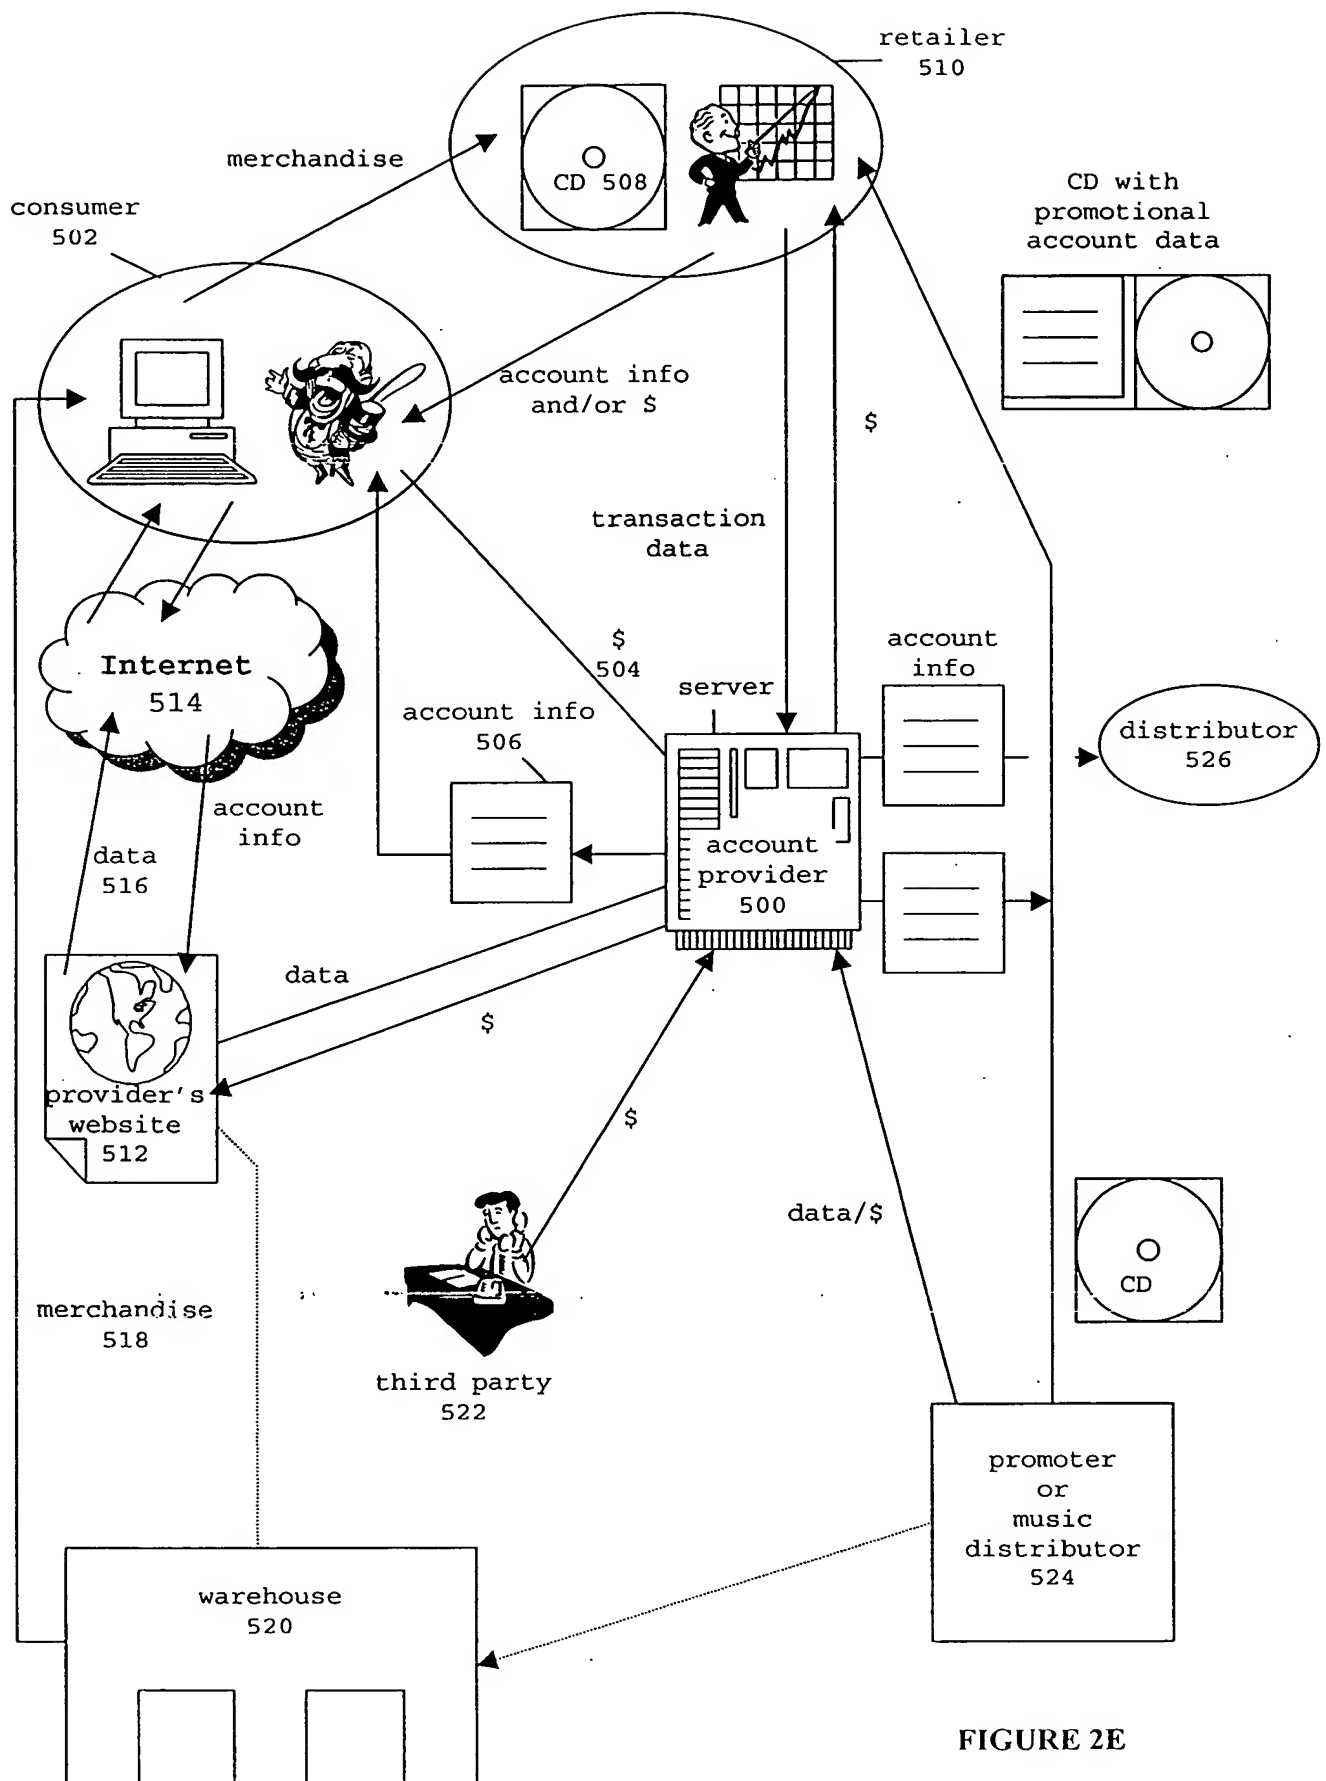 retailer
510
merchandise
CD 508
consumer
502
CD with
promotional
account data
account info
and/or $
$
transaction
data
Internet
514
$
504
server
account
info
account info
506
distributor
526
account
info
data
516
account
provider
500
data
$
provider's
website
512
$
data/$
CD
merchandise
518
third party
522
promoter
or
music
distributor
524
warehouse
520
FIGURE 2E